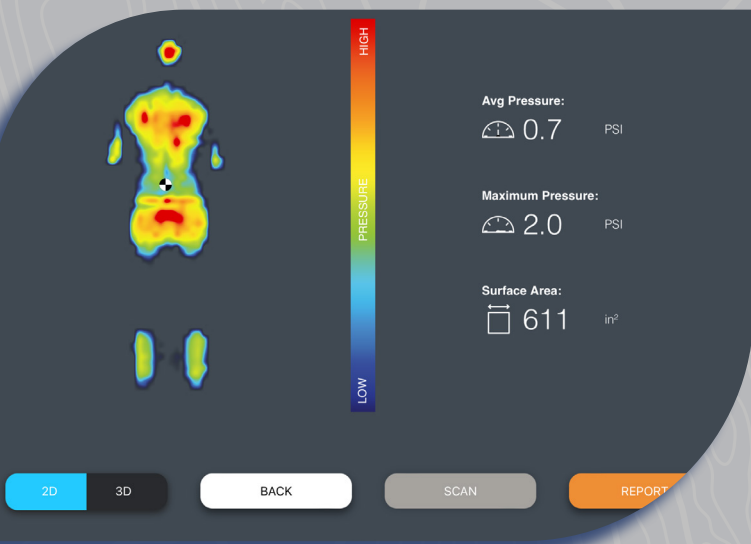 HIGH
PRESSURE
LOW
Avg Pressure:
0.7 PSI
Maximum Pressure:
2.0 PSI
Surface Area:
611 in²
2D 3D BACK SCAN REPORT